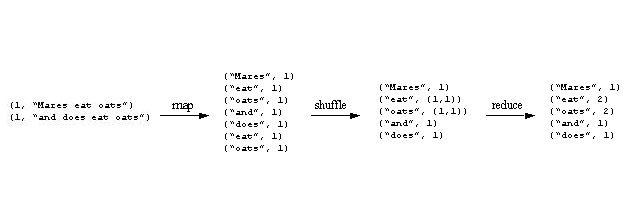 (1, “Mares eat oats”)
(1, “and does eat oats”)
map
(“Mares”, 1)
(“eat”, 1)
(“oats”, 1)
(“and”, 1)
(“does”, 1)
(“eat”, 1)
(“oats”, 1)
shuffle
(“Mares”, 1)
(“eat”, (1,1))
(“oats”, (1,1))
(“and”, 1)
(“does”, 1)
reduce
(“Mares”, 1)
(“eat”, 2)
(“oats”, 2)
(“and”, 1)
(“does”, 1)